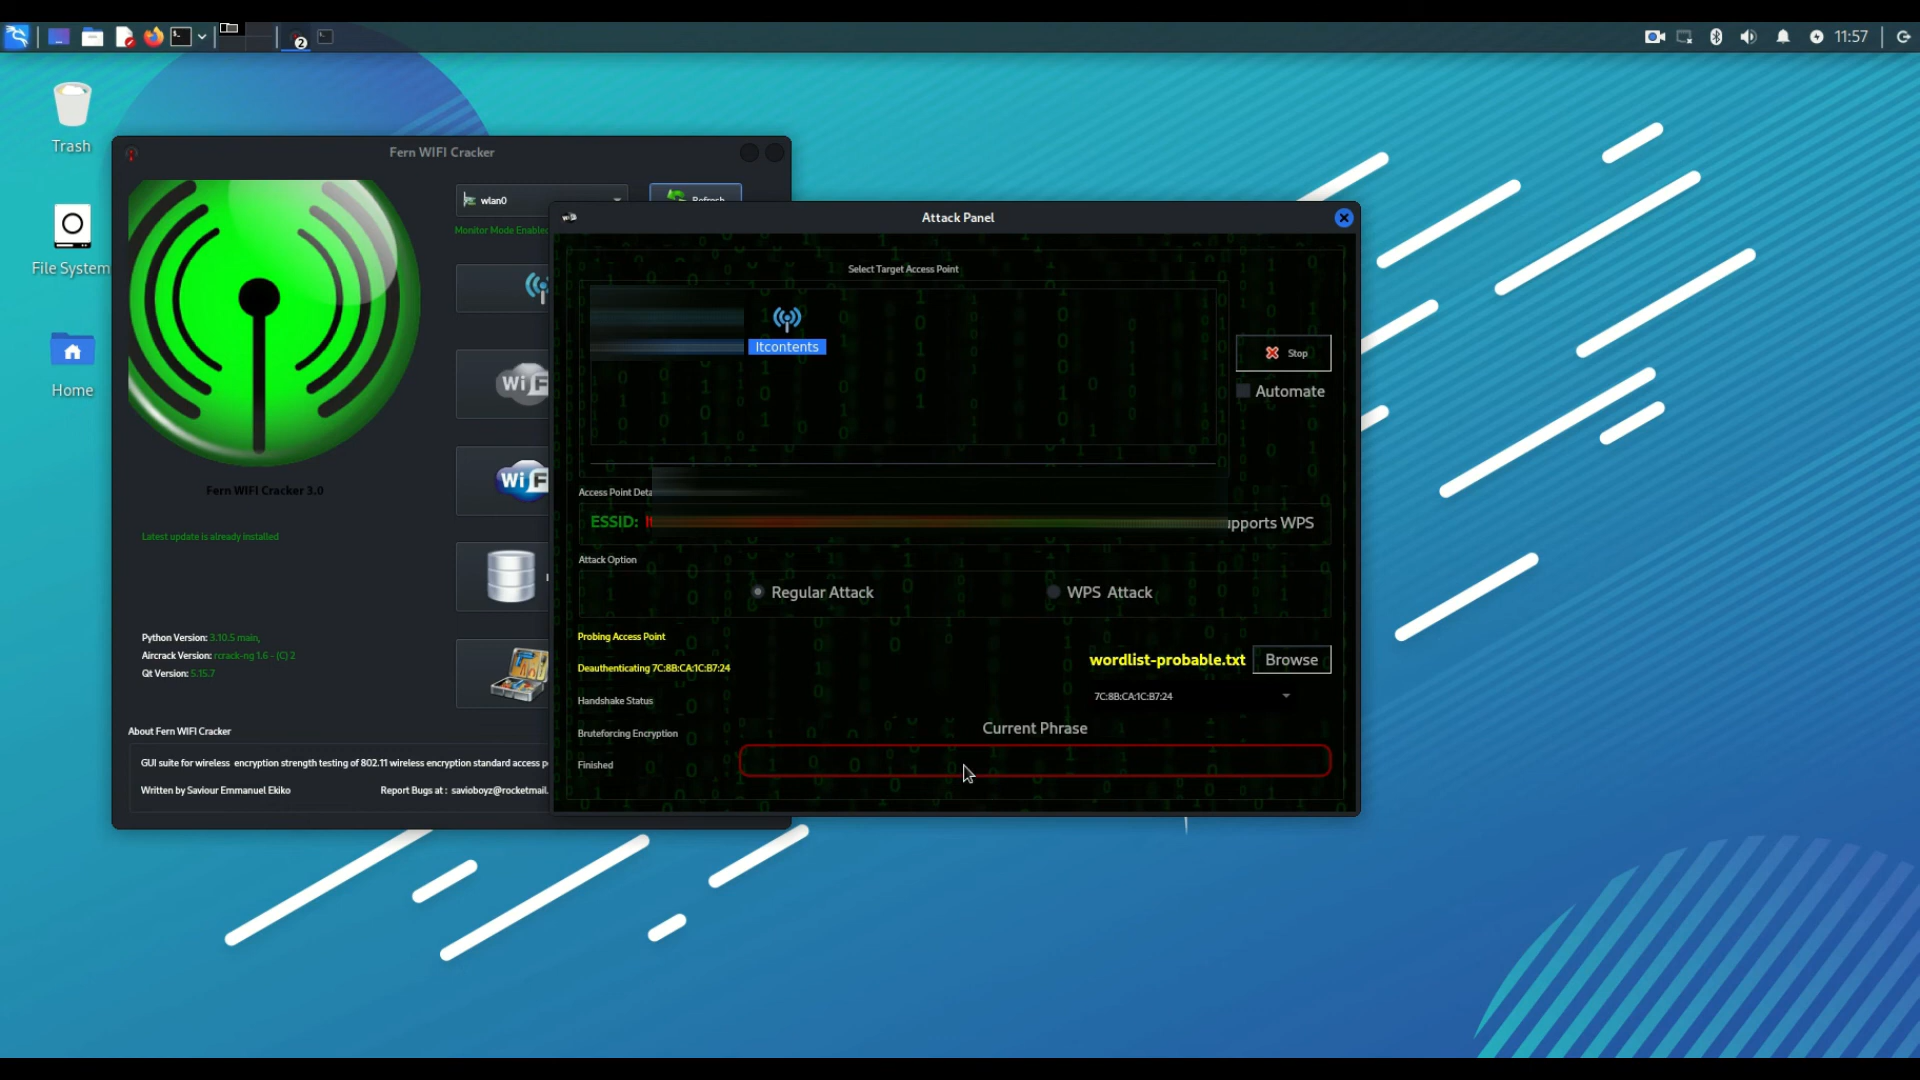 2
11:57
Trash
File System
Home
Fern WIFI Cracker
wlan0
Refresh
Monitor Mode Enabled
WiF
WiF
Fern WIFI Cracker 3.0
Latest update is already installed
Python Version: 3.10.5 main,
Aircrack Version: rcrack-ng 1.6 - (C) 2
Qt Version: 5.15.7
About Fern WIFI Cracker
GUI suite for wireless encryption strength testing of 802.11 wireless encryption standard access p
Written by Saviour Emmanuel Ekiko
Report Bugs at : savioboyz@rocketmail.
Attack Panel
Select Target Access Point
Itcontents
Stop
Automate
Access Point Deta
ESSID:
pports WPS
Attack Option
Regular Attack
WPS Attack
Probing Access Point
Deauthenticating 7C:8B:CA:1C:B7:24
Handshake Status
Bruteforcing Encryption
Finished
wordlist-probable.txt
Browse
7C:8B:CA:1C:B7:24
Current Phrase